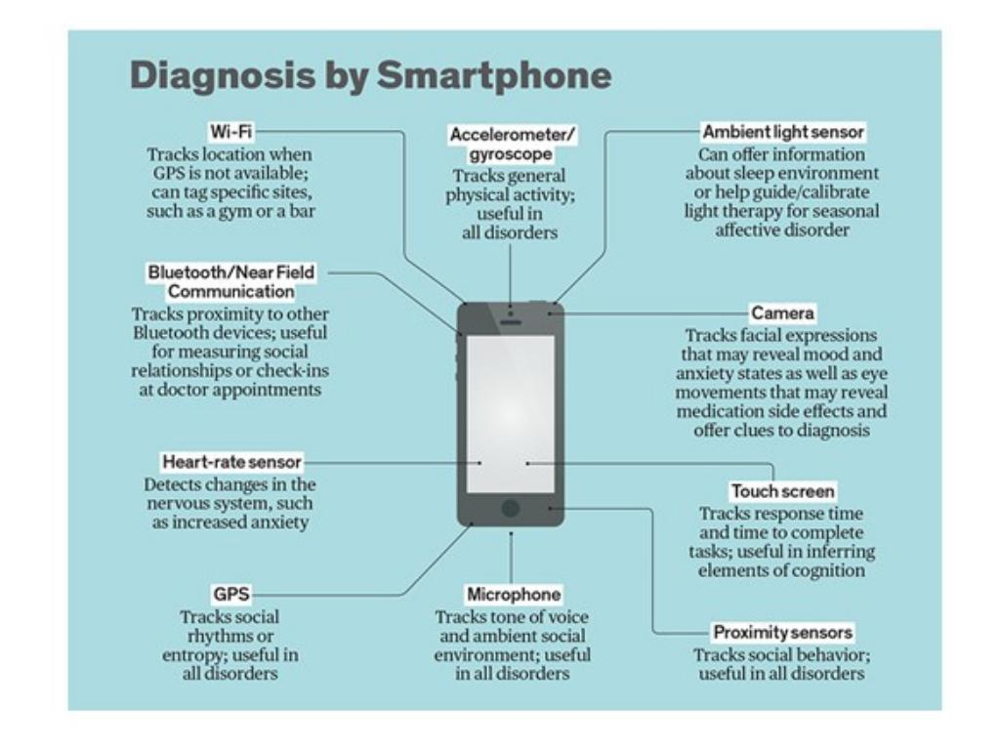 Diagnosis by Smartphone
Wi-Fi
Tracks location when
GPS is not available;
can tag specific sites,
such as a gym or a bar
Accelerometer/
gyroscope
Tracks general
physical activity;
useful in
all disorders
Ambient light sensor
Can offer information
about sleep environment
or help guide/calibrate
light therapy for seasonal
affective disorder
Bluetooth/Near Field
Communication
Tracks proximity to other
Bluetooth devices; useful
for measuring social
relationships or check-ins
at doctor appointments
Camera
Tracks facial expressions
that may reveal mood and
anxiety states as well as eye
movements that may reveal
medication side effects and
offer clues to diagnosis
Heart-rate sensor
Detects changes in the
nervous system, such
as increased anxiety
Touch screen
Tracks response time
and time to complete
tasks; useful in inferring
elements of cognition
GPS
Tracks social
rhythms or
entropy; useful in
all disorders
Microphone
Tracks tone of voice
and ambient social
environment; useful
in all disorders
Proximity sensors
Tracks social behavior;
useful in all disorders